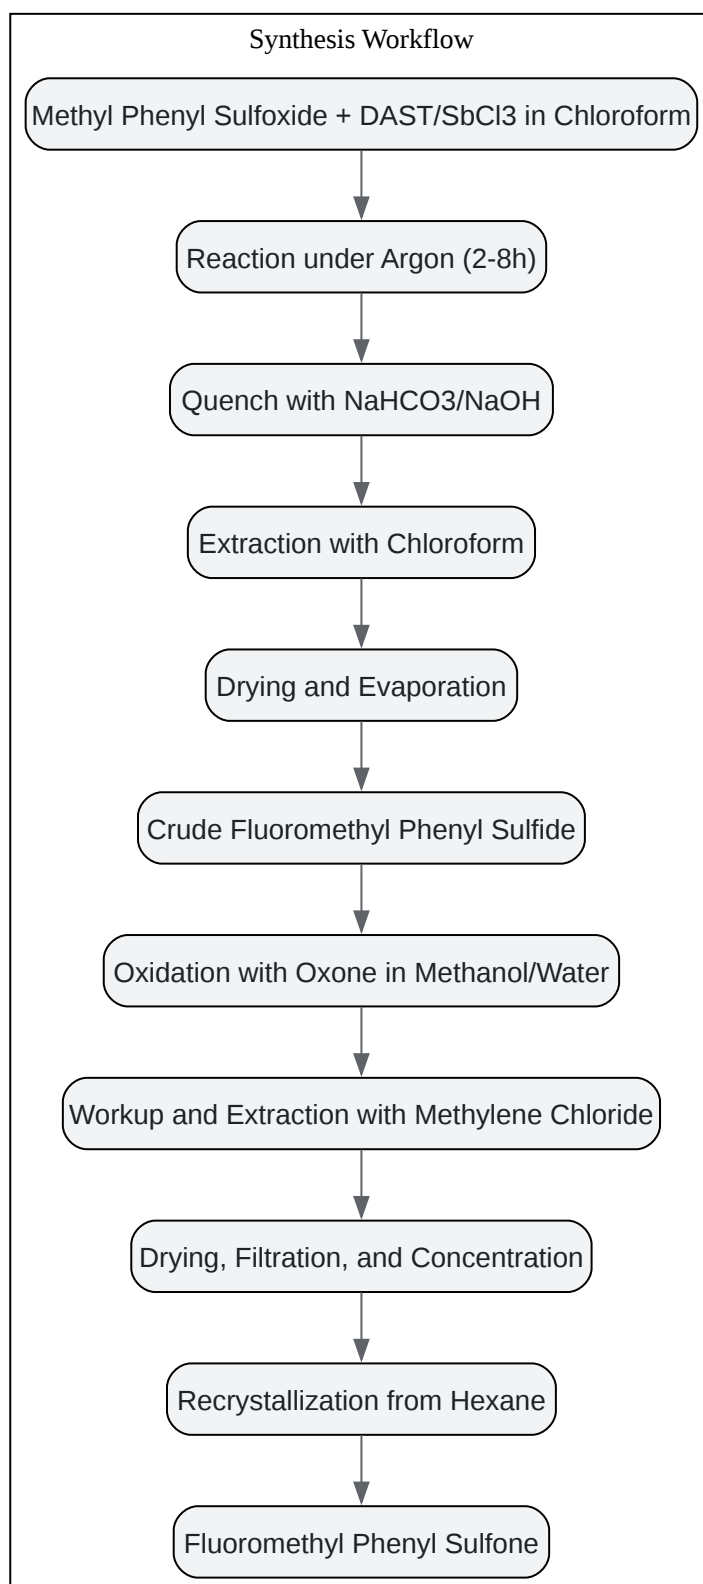 Synthesis Workflow
Methyl Phenyl Sulfoxide + DAST/SbCl3 in Chloroform
Reaction under Argon (2-8h)
Quench with NaHCO3/NaOH
Extraction with Chloroform
Drying and Evaporation
Crude Fluoromethyl Phenyl Sulfide
Oxidation with Oxone in Methanol/Water
Workup and Extraction with Methylene Chloride
Drying, Filtration, and Concentration
Recrystallization from Hexane
Fluoromethyl Phenyl Sulfone